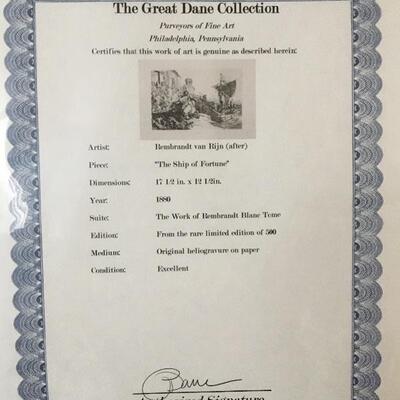 The Great Dane Collection
Purveyors of Fine Art
Philadelphia, Pennsylvania
Certifies that this work of art is genuine as described herein:
Artist: Rembrandt van Rijn (after)
Piece: "The Ship of Fortune"
Dimensions: 17 1/2 in. x 12 1/2in.
Year: 1880
Suite: The Work of Rembrandt Blanc Tome
Edition: From the rare limited edition of 500
Medium: Original heliogravure on paper
Condition: Excellent
Signature